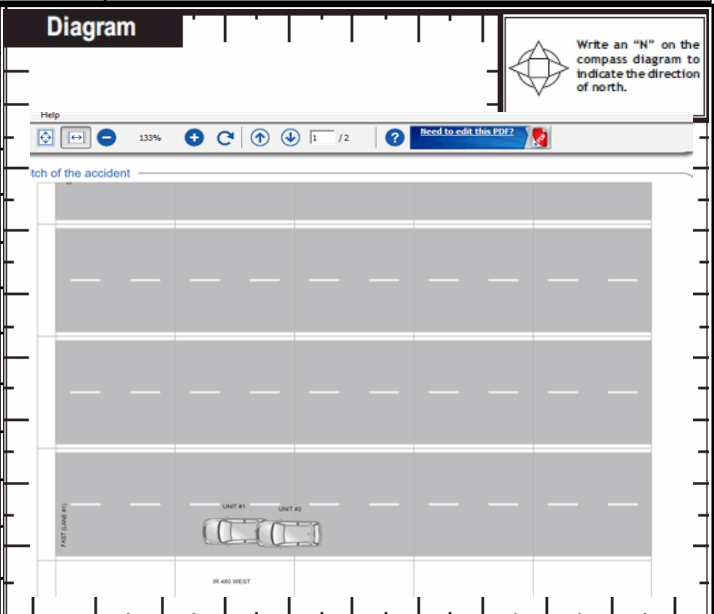 Diagram
Write an “N” on the
compass diagram to
indicate the direction
of north.
Help
133%
1 / 2
?
Need to edit this PDF?
tch of the accident
UNIT #1
UNIT #2
FAST (LANE #1)
IR 480 WEST